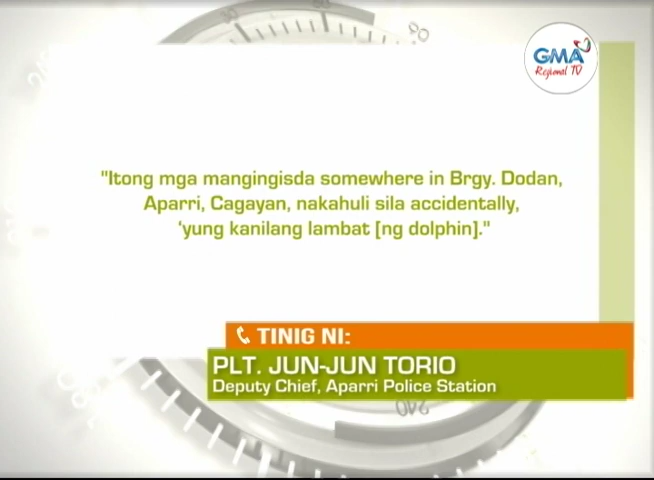 GMA
Regional TV
"Itong mga mangingisda somewhere in Brgy. Dodan,
Aparri, Cagayan, nakahuli sila accidentally,
'yung kanilang lambat [ng dolphin]."
TINIG NI:
PLT. JUN-JUN TORIO
Deputy Chief, Aparri Police Station
240